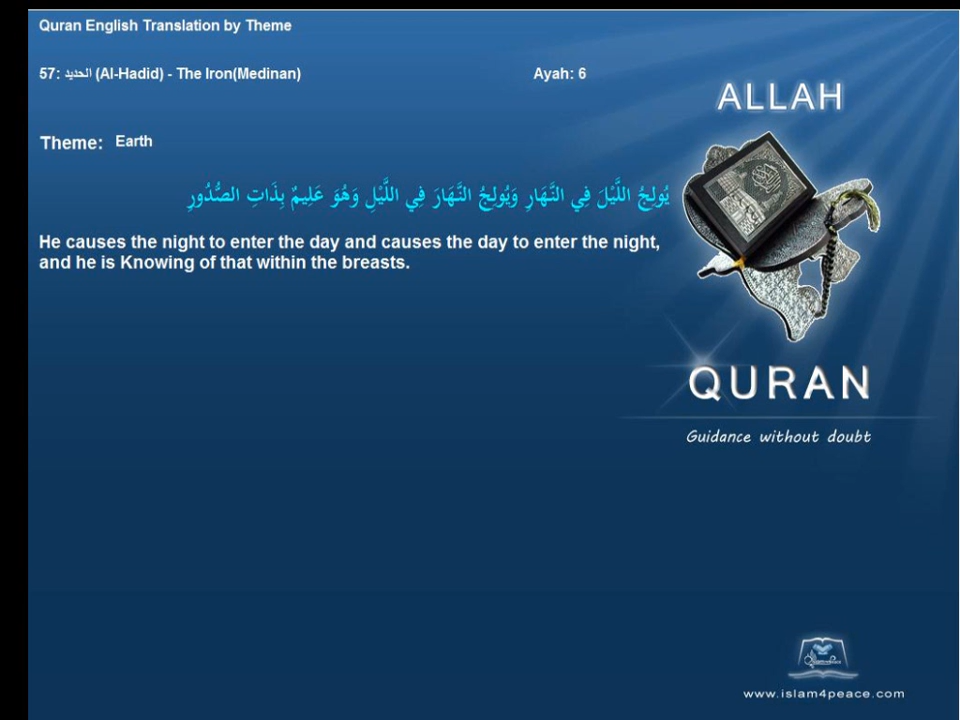 Quran English Translation by Theme
57: الحديد (Al-Hadid) - The Iron(Medinan)
Ayah: 6
ALLAH
Theme: Earth
يُولِجُ اللَّيْلَ فِي النَّهَارِ وَيُولِجُ النَّهَارَ فِي اللَّيْلِ وَهُوَ عَلِيمٌ بِذَاتِ الصُّدُورِ
He causes the night to enter the day and causes the day to enter the night,
and he is Knowing of that within the breasts.
QURAN
Guidance without doubt
www.islam4peace.com